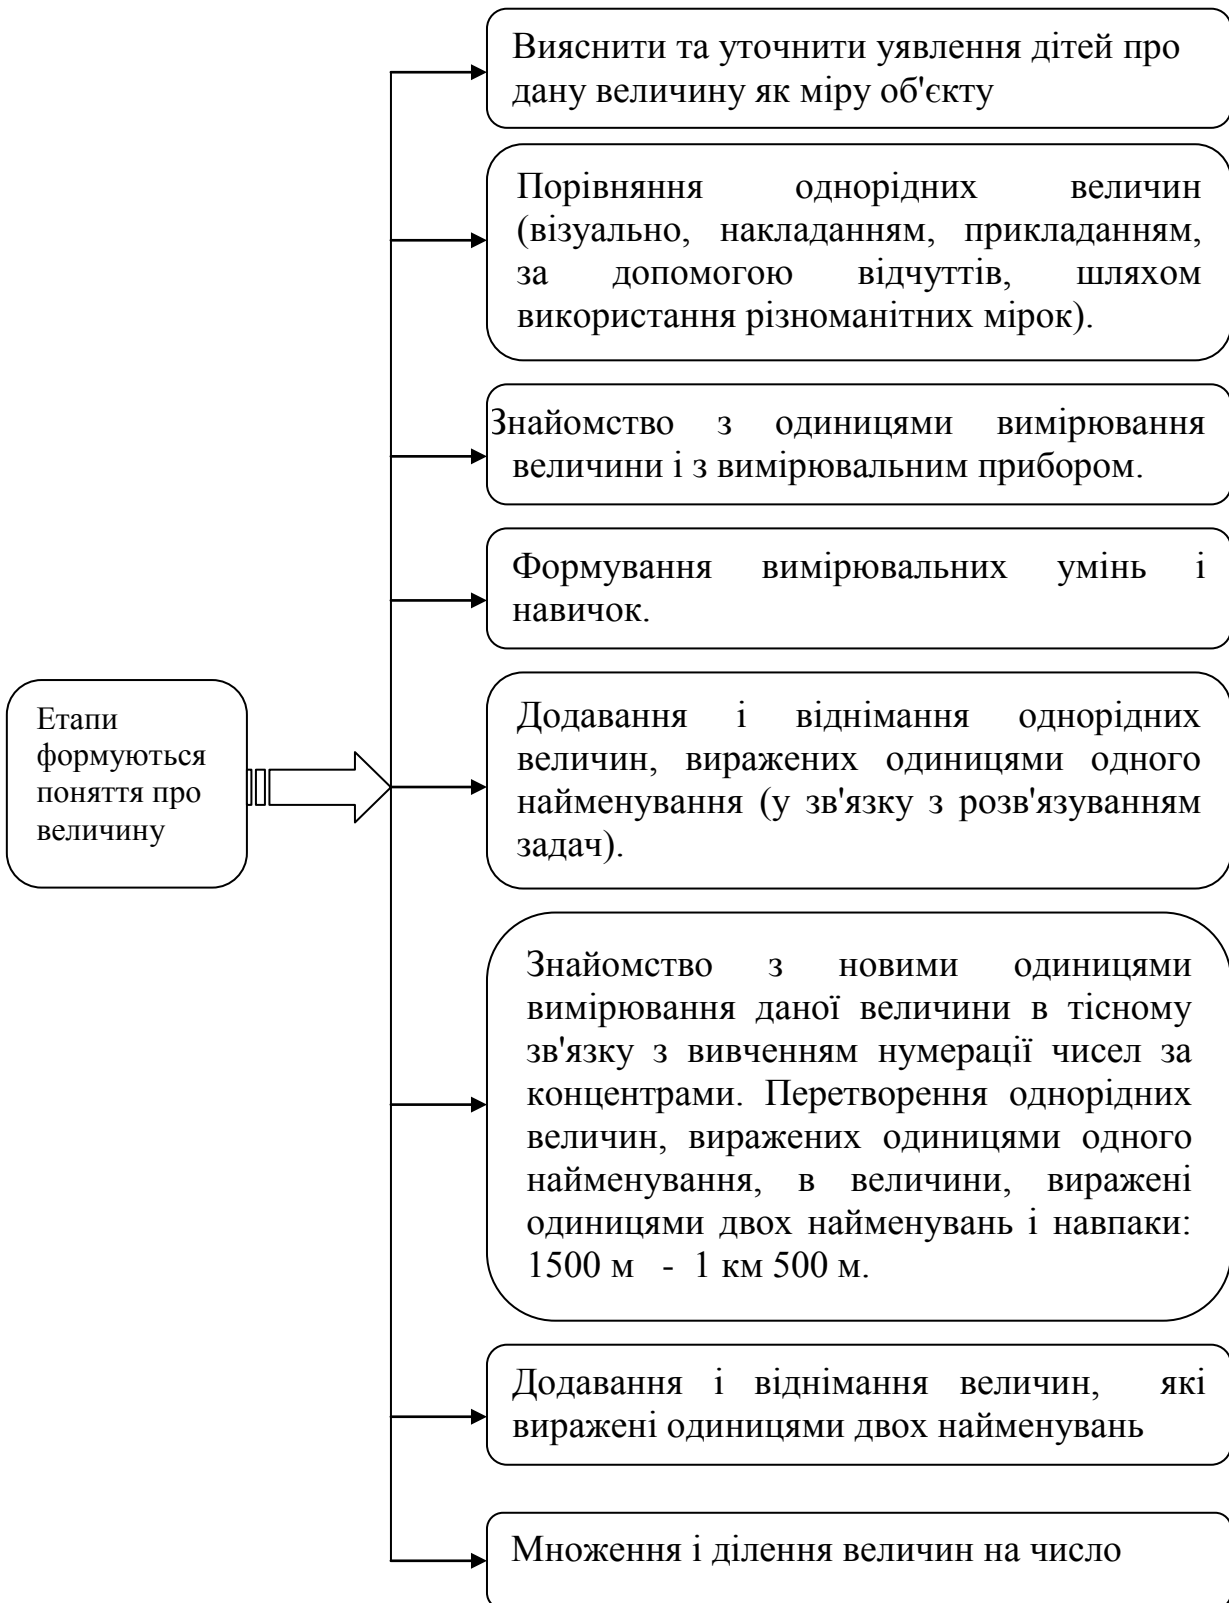 Вияснити та уточнити уявлення дітей про
дану величину як міру об'єкту
Порівняння однорідних величин
(візуально, накладанням, прикладанням,
за допомогою відчуттів, шляхом
використання різноманітних мірок).
Знайомство з одиницями вимірювання
величини і з вимірювальним прибором.
Формування вимірювальних умінь і
навичок.
Етапи
формуються
поняття про
величину
Додавання і віднімання однорідних
величин, виражених одиницями одного
найменування (у зв'язку з розв'язуванням
задач).
Знайомство з новими одиницями
вимірювання даної величини в тісному
зв'язку з вивченням нумерації чисел за
концентрами. Перетворення однорідних
величин, виражених одиницями одного
найменування, в величини, виражені
одиницями двох найменувань і навпаки:
1500 м - 1 км 500 м.
Додавання і віднімання величин, які
виражені одиницями двох найменувань
Множення і ділення величин на число